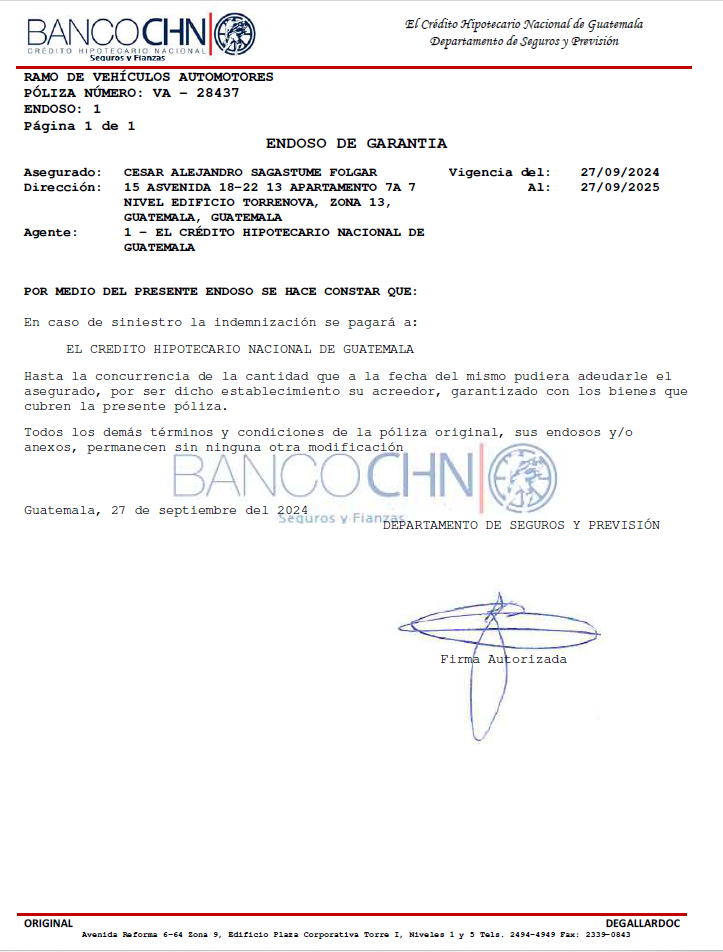 BANCOCHN
CRÉDITO HIPOTECARIO NACIONAL
Seguros y Fianzas
El Crédito Hipotecario Nacional de Guatemala
Departamento de Seguros y Previsión
RAMO DE VEHÍCULOS AUTOMOTORES
PÓLIZA NÚMERO: VA - 28437
ENDOSO: 1
Página 1 de 1
ENDOSO DE GARANTIA
Asegurado: CESAR ALEJANDRO SAGASTUME FOLGAR Vigencia del: 27/09/2024
Dirección: 15 ASVENIDA 18-22 13 APARTAMENTO 7A 7 Al: 27/09/2025
NIVEL EDIFICIO TORRENOVA, ZONA 13,
GUATEMALA, GUATEMALA
Agente: 1 - EL CRÉDITO HIPOTECARIO NACIONAL DE
GUATEMALA
POR MEDIO DEL PRESENTE ENDOSO SE HACE CONSTAR QUE:
En caso de siniestro la indemnización se pagará a:
EL CREDITO HIPOTECARIO NACIONAL DE GUATEMALA
Hasta la concurrencia de la cantidad que a la fecha del mismo pudiera adeudarle el
asegurado, por ser dicho establecimiento su acreedor, garantizado con los bienes que
cubren la presente póliza.
Todos los demás términos y condiciones de la póliza original, sus endosos y/o
anexos, permanecen sin ninguna otra modificación
BANCOCHN
Guatemala, 27 de septiembre del 2024
Seguros y Fianzas
DEPARTAMENTO DE SEGUROS Y PREVISIÓN
Firma Autorizada
ORIGINAL DEGALLARDOC
Avenida Reforma 6-64 Zona 9, Edificio Plaza Corporativa Torre I, Niveles 1 y 5 Tels. 2494-4949 Fax: 2339-0843